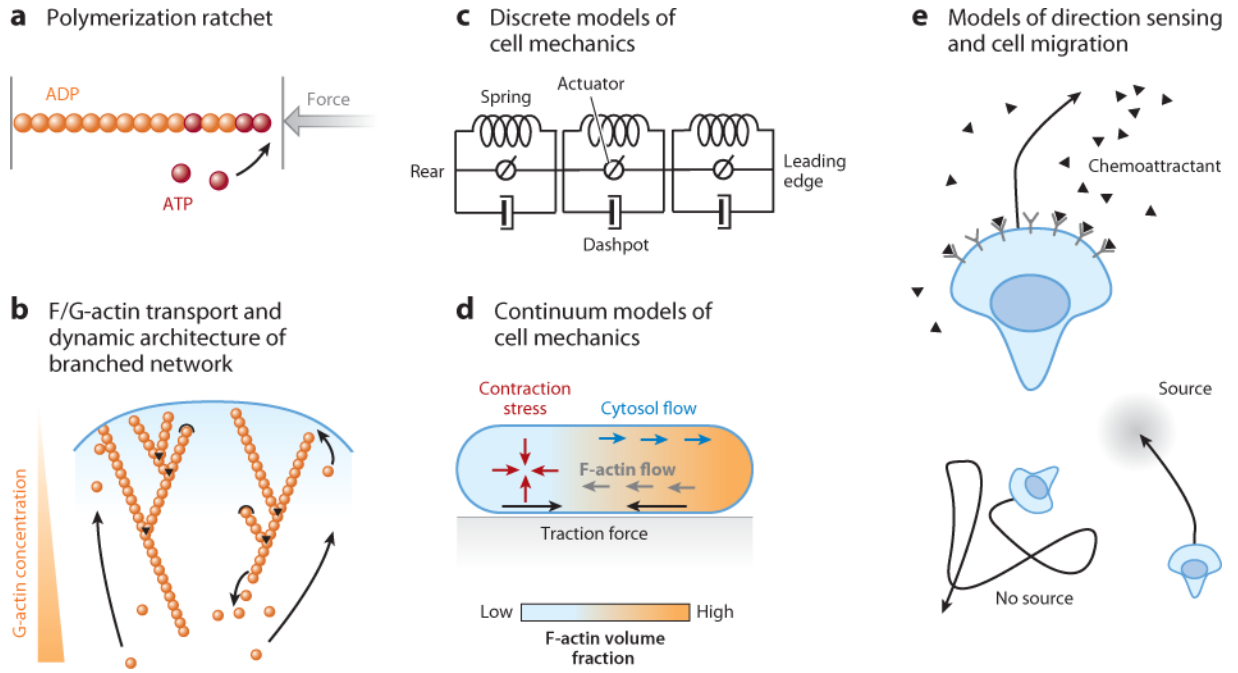 a Polymerization ratchet
ADP
Force
ATP
b F/G-actin transport and
dynamic architecture of
branched network
G-actin concentration
c Discrete models of
cell mechanics
Actuator
Spring
Rear
Leading
edge
Dashpot
d Continuum models of
cell mechanics
Contraction
stress
Cytosol flow
F-actin flow
Traction force
Low
High
F-actin volume
fraction
e Models of direction sensing
and cell migration
Chemoattractant
Source
No source